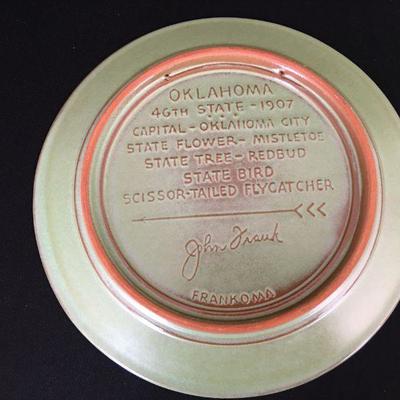 OKLAHOMA
46TH STATE - 1907
CAPITAL - OKLAHOMA CITY
STATE FLOWER - MISTLETOE
STATE TREE - REDBUD
STATE BIRD
SCISSOR-TAILED FLYCATCHER
John Frank
FRANKOMA